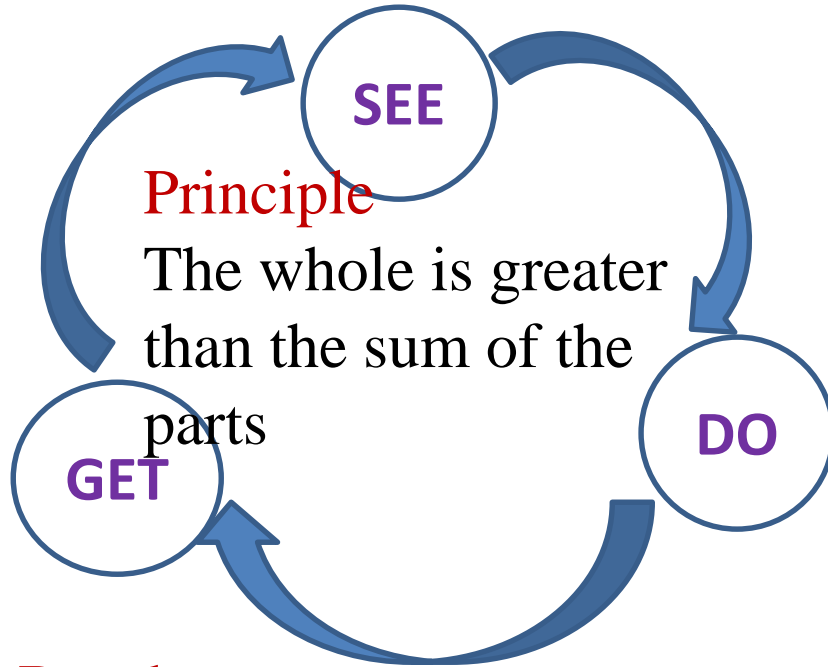 SEE
Principle
The whole is greater
than the sum of the
parts
DO
GET